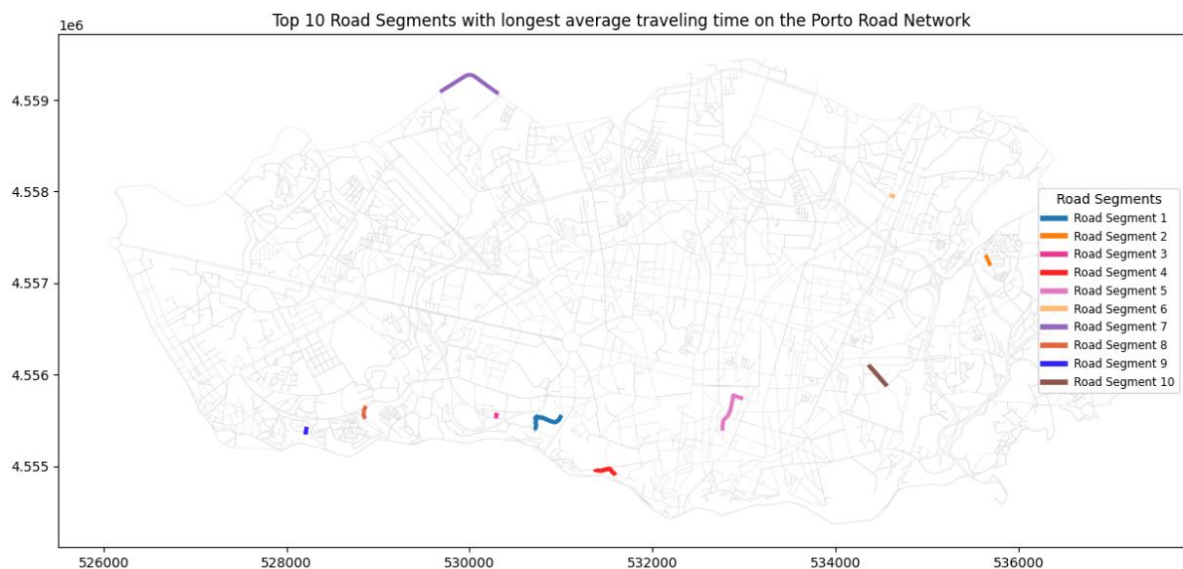 Top 10 Road Segments with longest average traveling time on the Porto Road Network
1e6
4.559
4.558
4.557
4.556
4.555
526000
528000
530000
532000
534000
536000
Road Segments
Road Segment 1
Road Segment 2
Road Segment 3
Road Segment 4
Road Segment 5
Road Segment 6
Road Segment 7
Road Segment 8
Road Segment 9
Road Segment 10